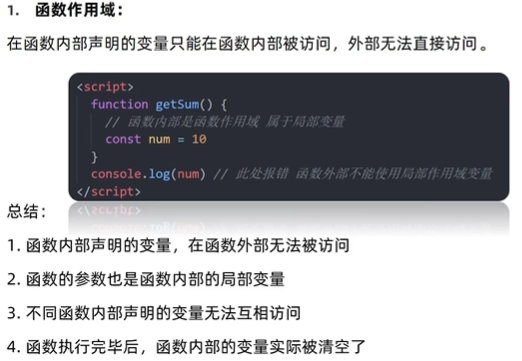 1. 函数作用域：
在函数内部声明的变量只能在函数内部被访问，外部无法直接访问。
<script>
function getSum() {
// 函数内部是函数作用域 属于局部变量
const num = 10
}
console.log(num) // 此处报错 函数外部不能使用局部作用域变量
</script>
总结：
1. 函数内部声明的变量，在函数外部无法被访问
2. 函数的参数也是函数内部的局部变量
3. 不同函数内部声明的变量无法互相访问
4. 函数执行完毕后，函数内部的变量实际被清空了